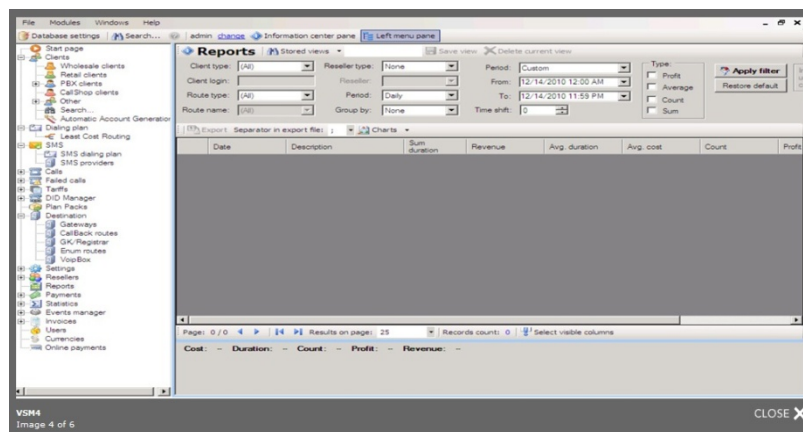 File Modules Windows Help
Database settings Search... admin change Information center pane Left menu pane
Start page
Clients
Wholesale clients
Retail clients
PBX clients
CallShop clients
Other
Search...
Automatic Account Generator
Dialing plan
Least Cost Routing
SMS
SMS dialing plan
SMS providers
Calls
Failed calls
Tariffs
DID Manager
Plan Packs
Destination
Gateways
CallBack routes
GK/Registrar
Enum routes
VoipBox
Settings
Resellers
Reports
Payments
Statistics
Events manager
Invoices
Users
Currencies
Online payments
Reports Stored views Save view Delete current view
Client type: (All) Reseller type: None Period: Custom Type:
Client login: Reseller: From: 12/14/2010 12:00 AM Profit
Route type: (All) Period: Daily To: 12/14/2010 11:59 PM Average
Route name: (All) Group by: None Time shift: 0 Count
Sum
Apply filter
Restore default
Export Separator in export file: ; Charts
Date Description Sum duration Revenue Avg. duration Avg. cost Count Profit
Page: 0/0 Results on page: 25 Records count: 0 Select visible columns
Cost: - Duration: - Count: - Profit: - Revenue: -
VSM4
Image 4 of 6
CLOSE X